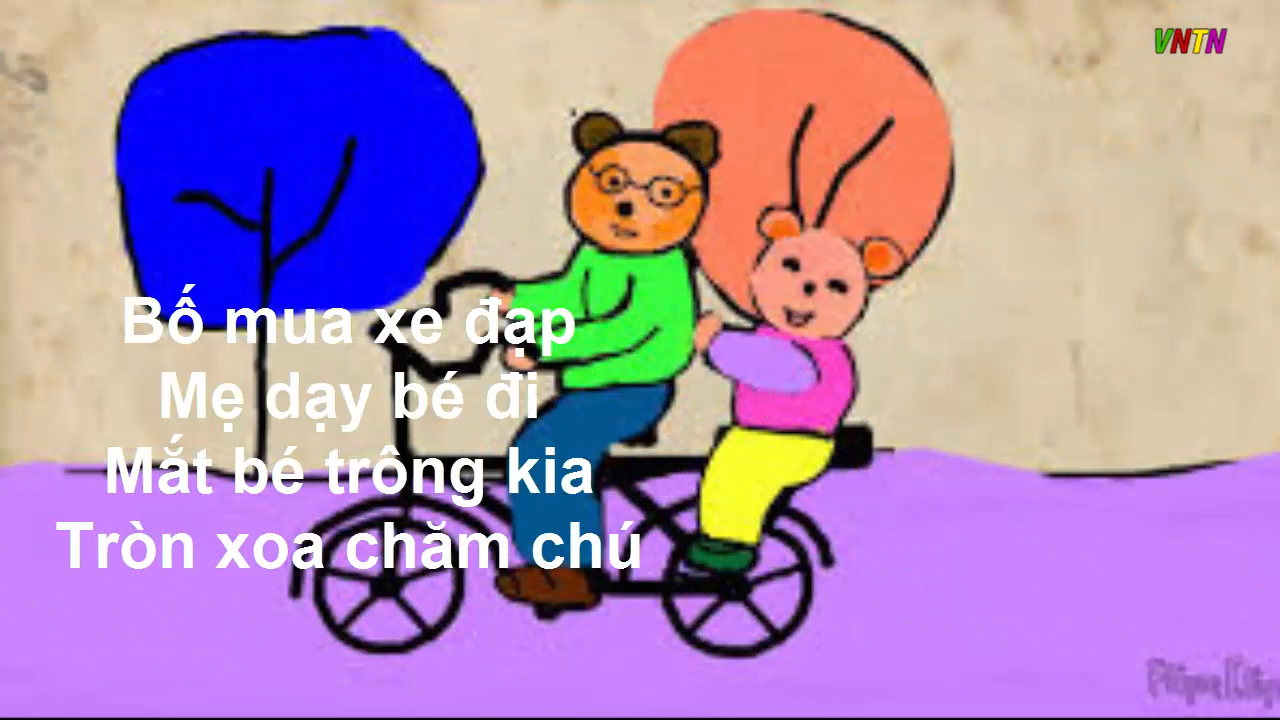 VNTN
Bố mua xe đạp
Mẹ dạy bé đi
Mắt bé trông kia
Tròn xoa chăm chú